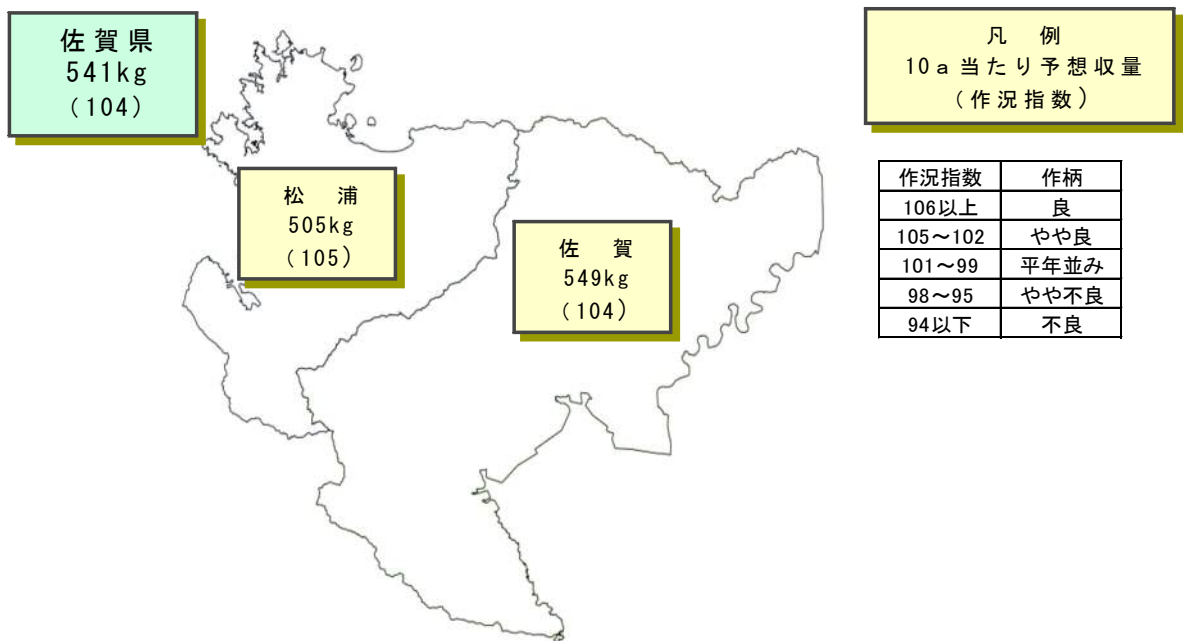 佐賀県
541kg
(104)
凡 例
10a当たり予想収量
(作況指数)
松 浦
505kg
(105)
佐 賀
549kg
(104)
作況指数 作柄
106以上 良
105～102 やや良
101～99 平年並み
98～95 やや不良
94以下 不良